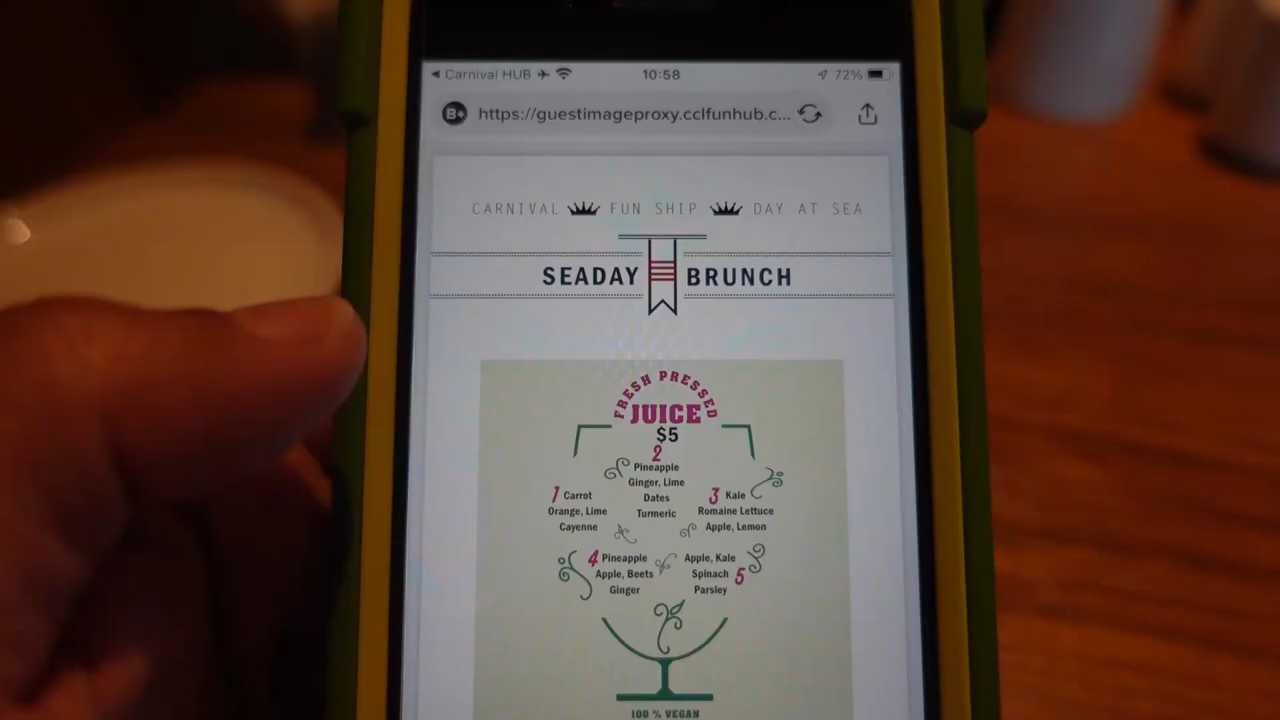 Carnival HUB
10:58
72%
B+
https://guestimageproxy.cclfunhub.c...
CARNIVAL FUN SHIP DAY AT SEA
SEADAY BRUNCH
FRESH PRESSED
JUICE
$5
1 Carrot
Orange, Lime
Cayenne
2
Pineapple
Ginger, Lime
Dates
Turmeric
3 Kale
Romaine Lettuce
Apple, Lemon
4 Pineapple
Apple, Beets
Ginger
Apple, Kale
Spinach 5
Parsley
100 % VEGAN